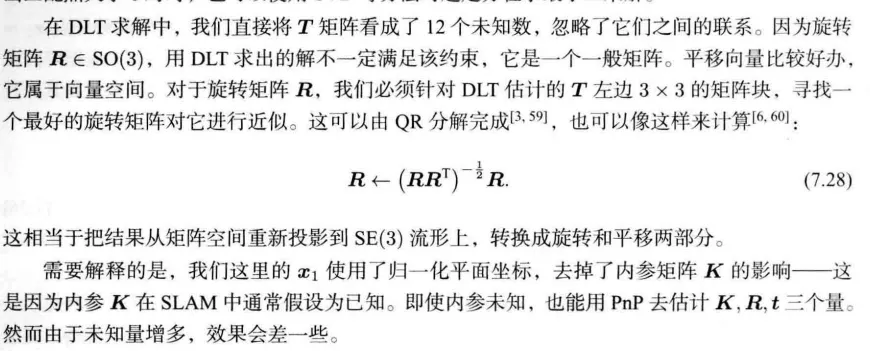 在 DLT 求解中，我们直接将 T 矩阵看成了 12 个未知数，忽略了它们之间的联系。因为旋转
矩阵 R ∈ SO(3)，用 DLT 求出的解不一定满足该约束，它是一个一般矩阵。平移向量比较好办，
它属于向量空间。对于旋转矩阵 R，我们必须针对 DLT 估计的 T 左边 3 × 3 的矩阵块，寻找一
个最好的旋转矩阵对它进行近似。这可以由 QR 分解完成[3, 59]，也可以像这样来计算[6, 60]：
R ← (RRᵀ)^(-1/2) R. (7.28)
这相当于把结果从矩阵空间重新投影到 SE(3) 流形上，转换成旋转和平移两部分。
需要解释的是，我们这里的 x₁ 使用了归一化平面坐标，去掉了内参矩阵 K 的影响——这
是因为内参 K 在 SLAM 中通常假设为已知。即使内参未知，也能用 PnP 去估计 K, R, t 三个量。
然而由于未知量增多，效果会差一些。